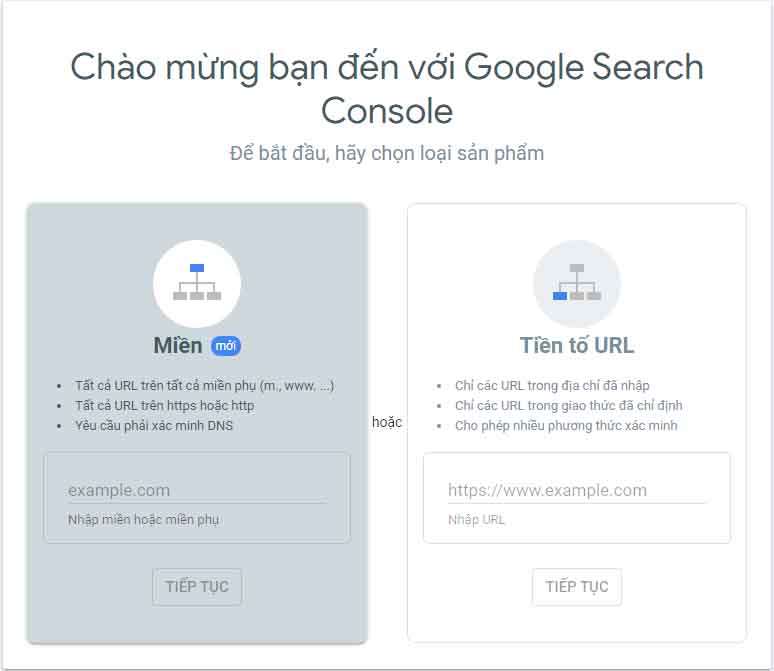 Chào mừng bạn đến với Google Search
Console
Để bắt đầu, hãy chọn loại sản phẩm
Miền mới
Tất cả URL trên tất cả miền phụ (m., www. ...)
Tất cả URL trên https hoặc http
Yêu cầu phải xác minh DNS
example.com
Nhập miền hoặc miền phụ
TIẾP TỤC
hoặc
Tiền tố URL
Chỉ các URL trong địa chỉ đã nhập
Chỉ các URL trong giao thức đã chỉ định
Cho phép nhiều phương thức xác minh
https://www.example.com
Nhập URL
TIẾP TỤC